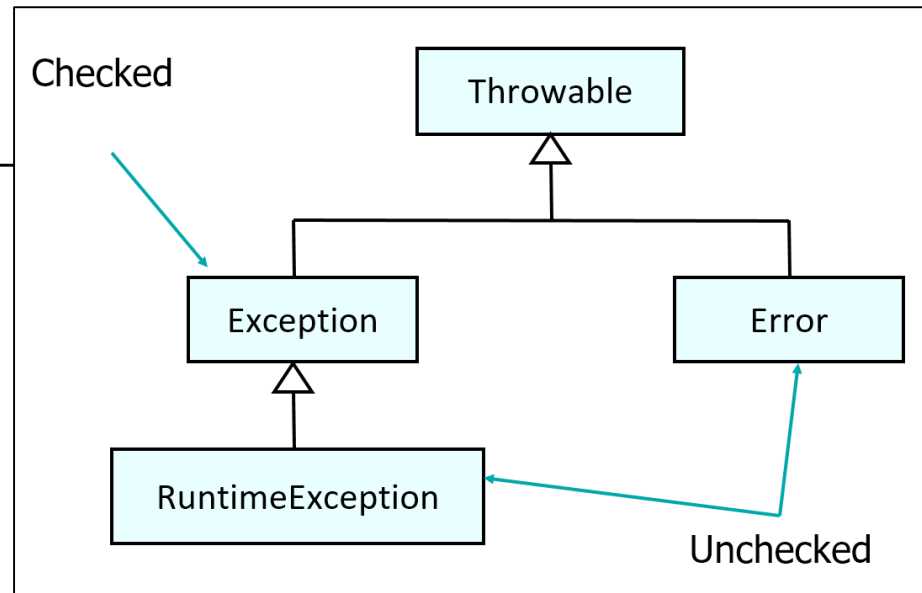 Checked
Throwable
Exception
Error
RuntimeException
Unchecked